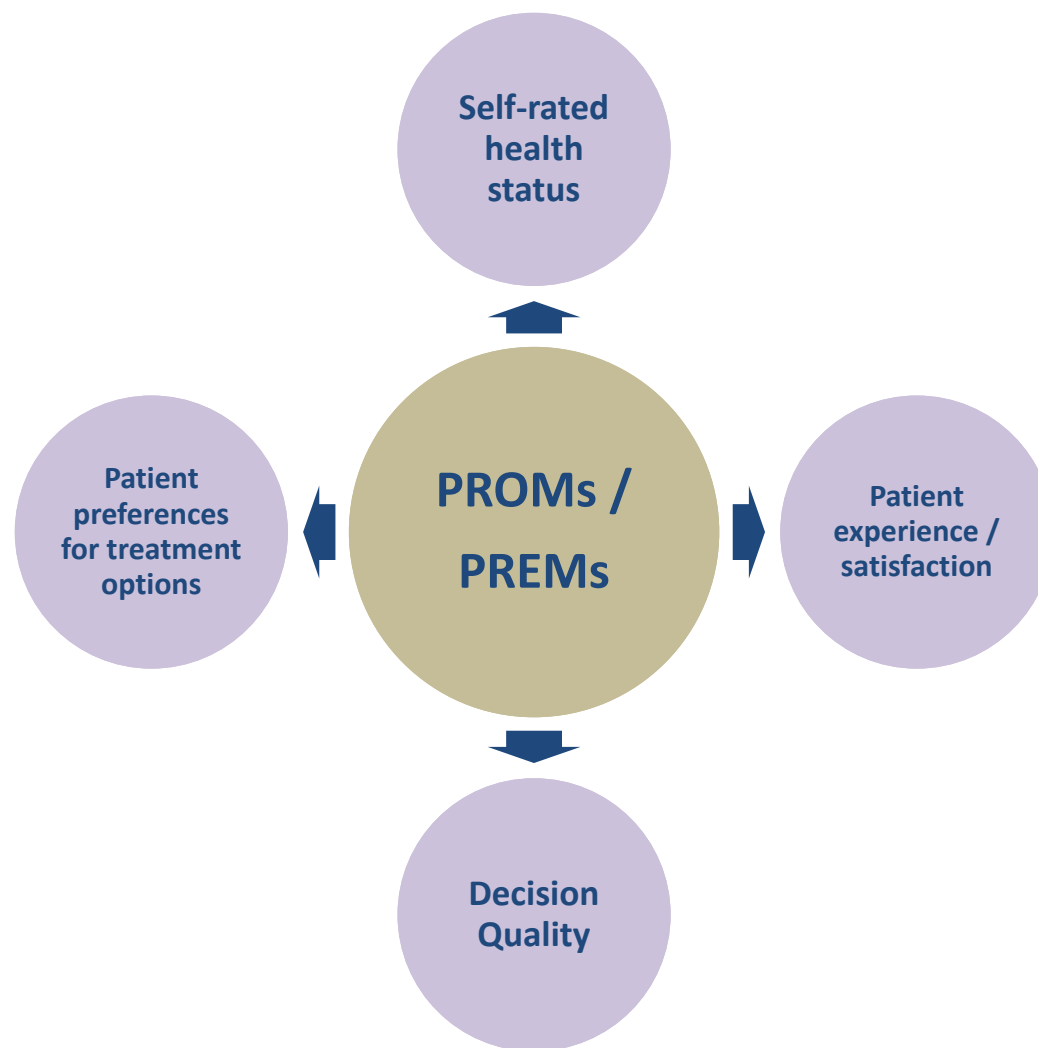 Self-rated
health
status
Patient
preferences
for treatment
options
PROMs /
PREMs
Patient
experience /
satisfaction
Decision
Quality